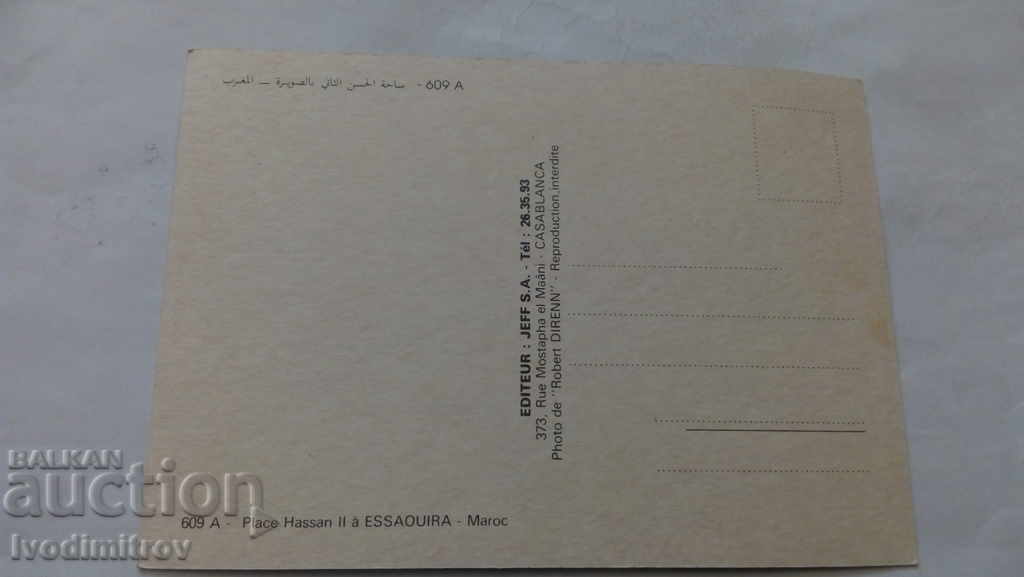 609 A - ساحة الحسن الثاني بالصويرة – المغرب
EDITEUR : JEFF S.A. - Tél : 26.35.93
373, Rue Mostapha el Maâni - CASABLANCA
Photo de "Robert DIRENN" - Reproduction interdite
609 A - Place Hassan II à ESSAOUIRA - Maroc
BALKAN
auction
Ivodimitrov